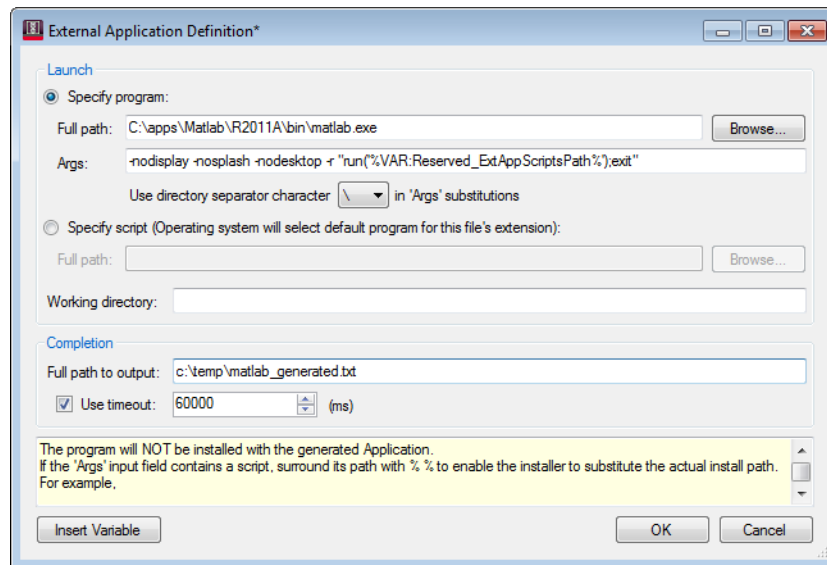 External Application Definition*
Launch
Specify program:
Full path: C:\apps\Matlab\R2011A\bin\matlab.exe Browse...
Args: -nodisplay -nosplash -nodesktop -r "run('%VAR:Reserved_ExtAppScriptsPath%');exit"
Use directory separator character \ in 'Args' substitutions
Specify script (Operating system will select default program for this file's extension):
Full path: Browse...
Working directory:
Completion
Full path to output: c:\temp\matlab_generated.txt
Use timeout: 60000 (ms)
The program will NOT be installed with the generated Application.
If the 'Args' input field contains a script, surround its path with % % to enable the installer to substitute the actual install path.
For example,
Insert Variable OK Cancel